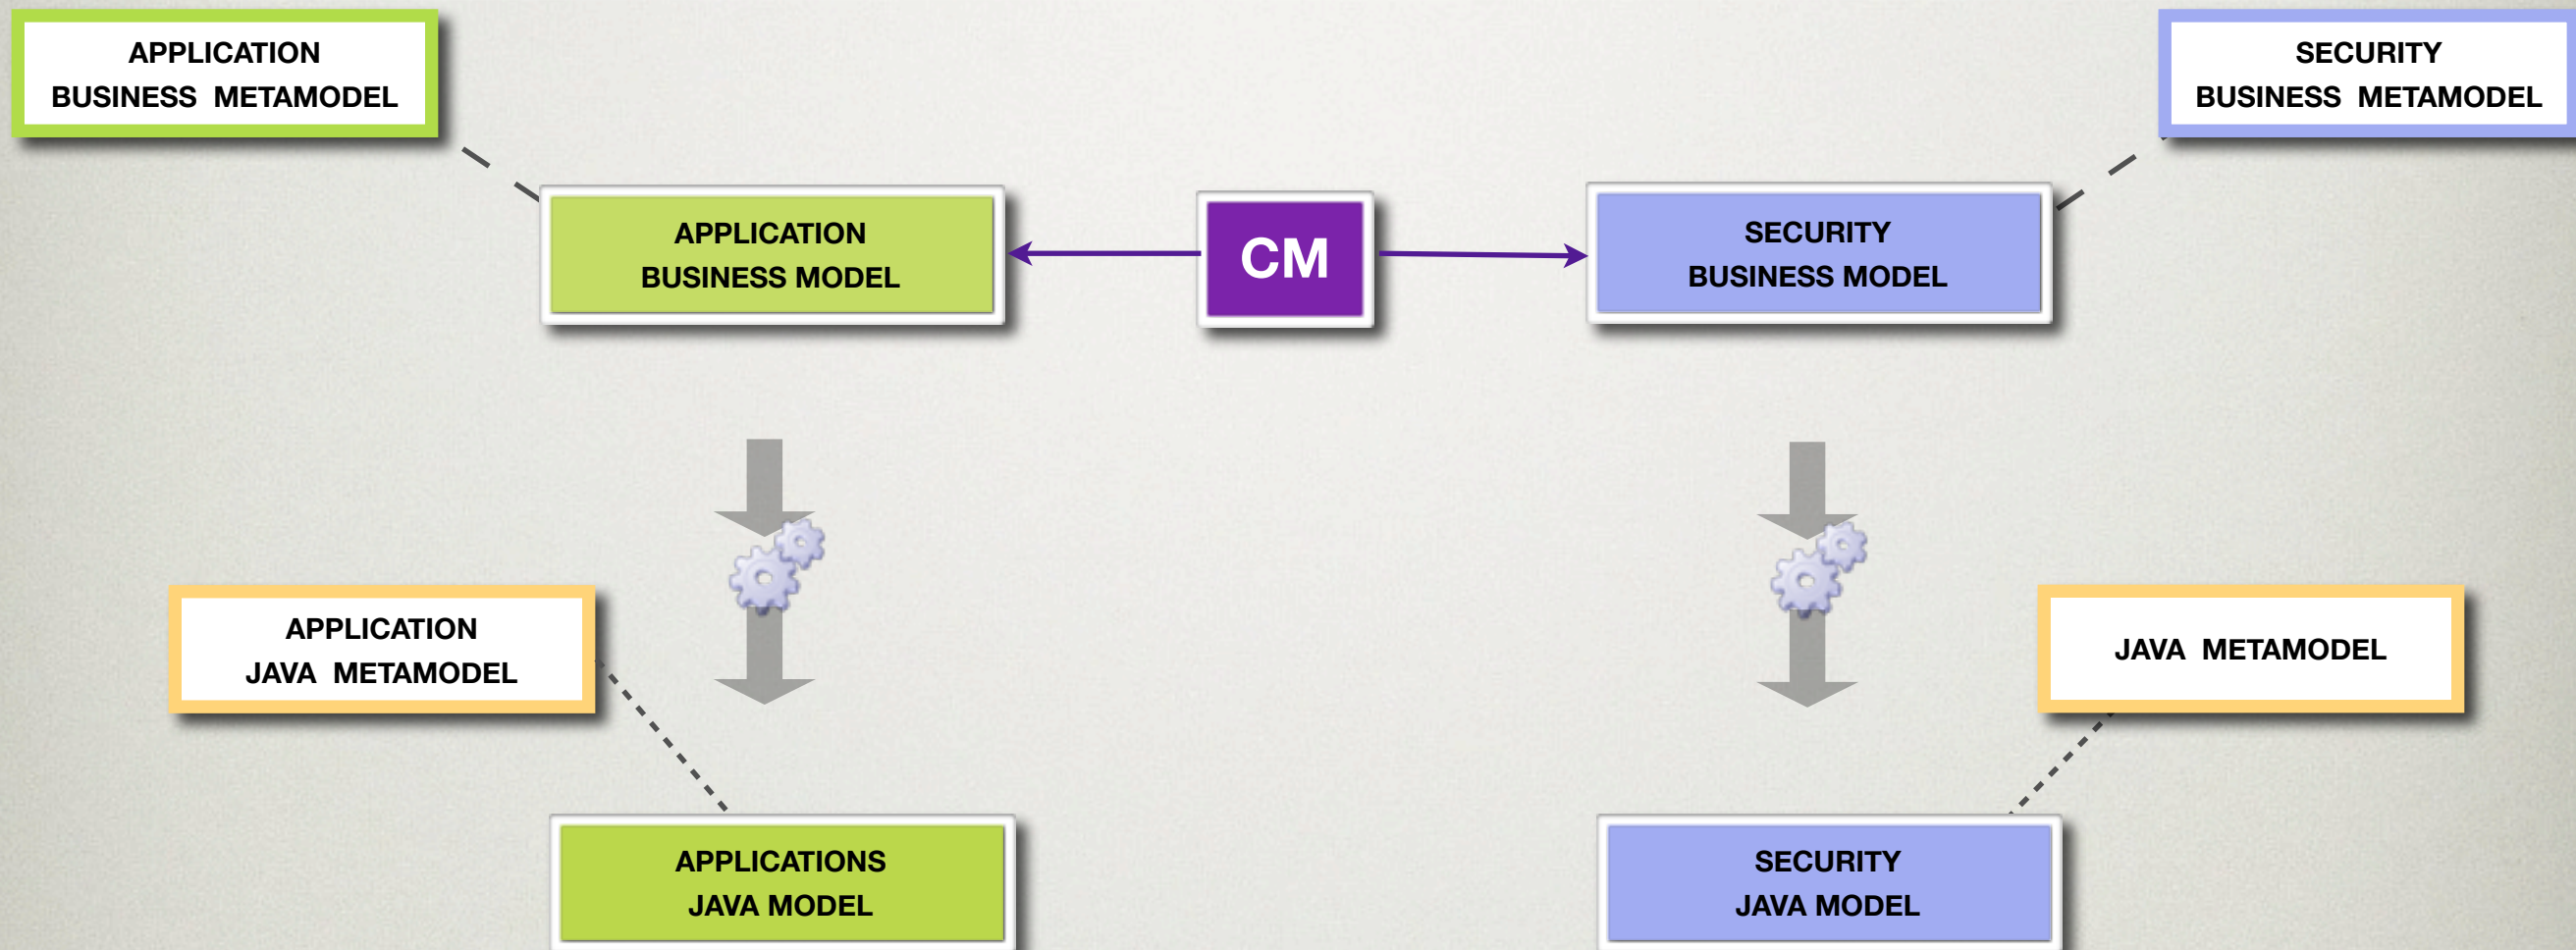 APPLICATION
BUSINESS METAMODEL
SECURITY
BUSINESS METAMODEL
APPLICATION
BUSINESS MODEL
CM
SECURITY
BUSINESS MODEL
APPLICATION
JAVA METAMODEL
JAVA METAMODEL
APPLICATIONS
JAVA MODEL
SECURITY
JAVA MODEL